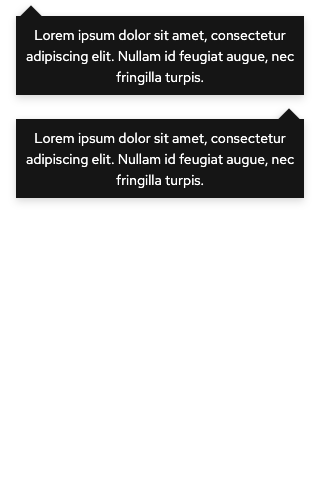 Lorem ipsum dolor sit amet, consectetur
adipiscing elit. Nullam id feugiat augue, nec
fringilla turpis.
Lorem ipsum dolor sit amet, consectetur
adipiscing elit. Nullam id feugiat augue, nec
fringilla turpis.